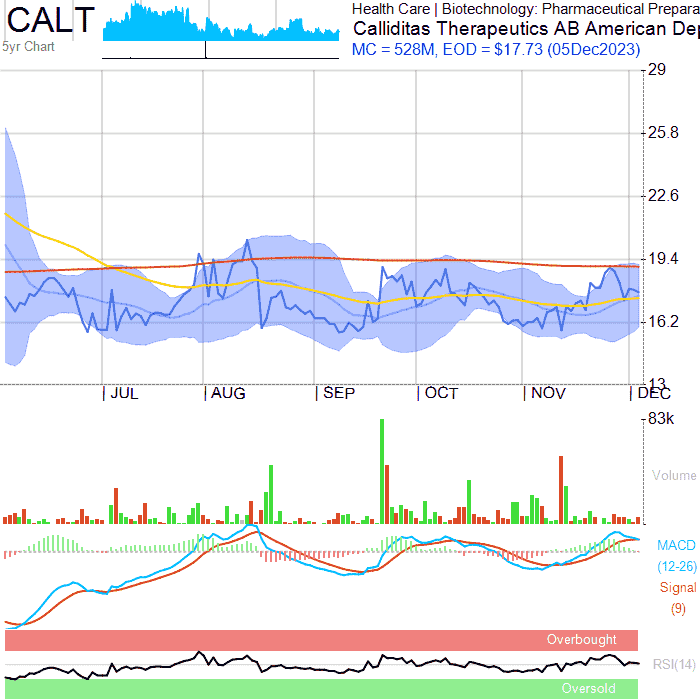 CALT
5yr Chart
Health Care | Biotechnology: Pharmaceutical Prepara
Calliditas Therapeutics AB American Dep
MC = 528M, EOD = $17.73 (05Dec2023)
29
25.8
22.6
19.4
16.2
13
JUL
AUG
SEP
OCT
NOV
DEC
83k
Volume
MACD
(12-26)
Signal
(9)
Overbought
RSI(14)
Oversold